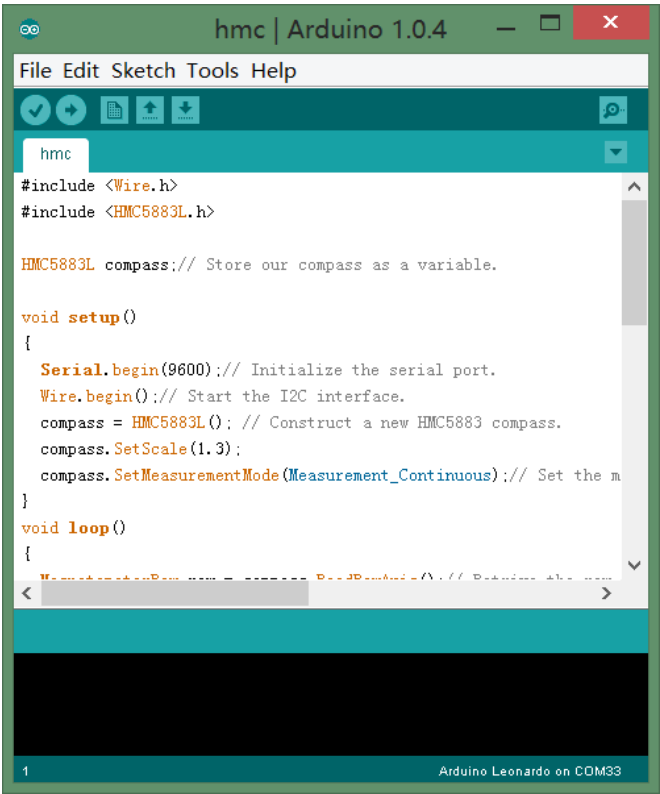 hmc | Arduino 1.0.4
File Edit Sketch Tools Help
hmc
#include <Wire.h>
#include <HMC5883L.h>
HMC5883L compass;// Store our compass as a variable.
void setup()
{
Serial.begin(9600);// Initialize the serial port.
Wire.begin();// Start the I2C interface.
compass = HMC5883L(); // Construct a new HMC5883 compass.
compass.SetScale(1.3);
compass.SetMeasurementMode(Measurement_Continuous);// Set the m
}
void loop()
{
1
Arduino Leonardo on COM33